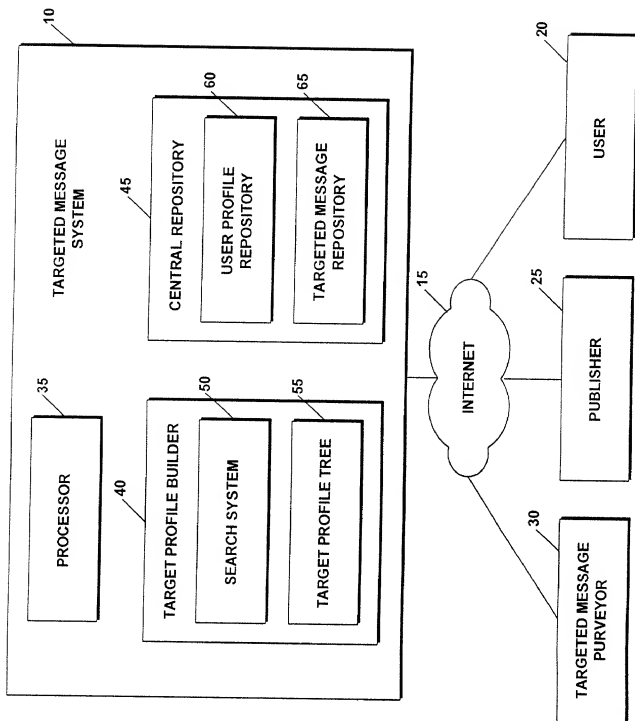 10
TARGETED MESSAGE
SYSTEM
35
PROCESSOR
40
TARGET PROFILE BUILDER
50
SEARCH SYSTEM
55
TARGET PROFILE TREE
45
CENTRAL REPOSITORY
60
USER PROFILE
REPOSITORY
65
TARGETED MESSAGE
REPOSITORY
15
INTERNET
30
TARGETED MESSAGE
PURVEYOR
25
PUBLISHER
20
USER